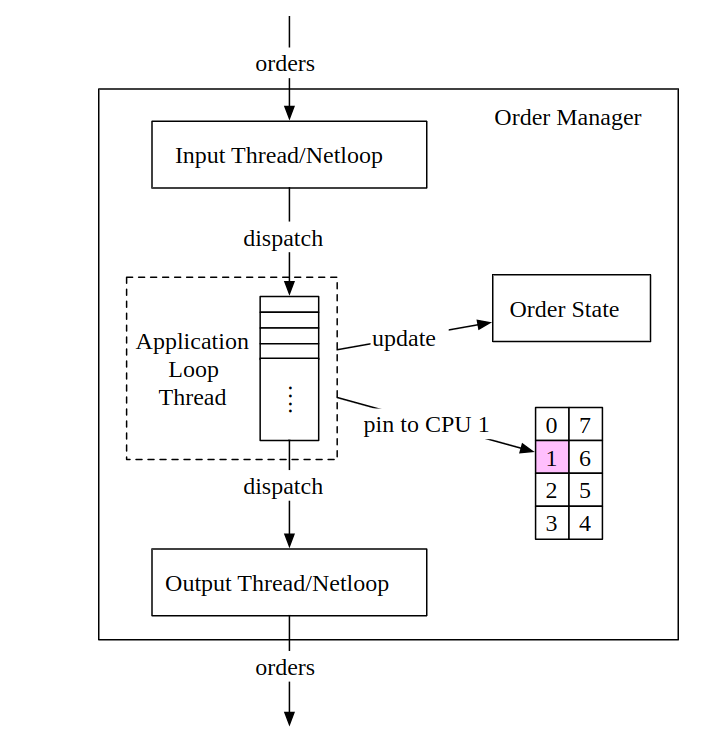 orders
Order Manager
Input Thread/Netloop
dispatch
Application
Loop
Thread
update
Order State
pin to CPU 1
0 7
1 6
2 5
3 4
dispatch
Output Thread/Netloop
orders